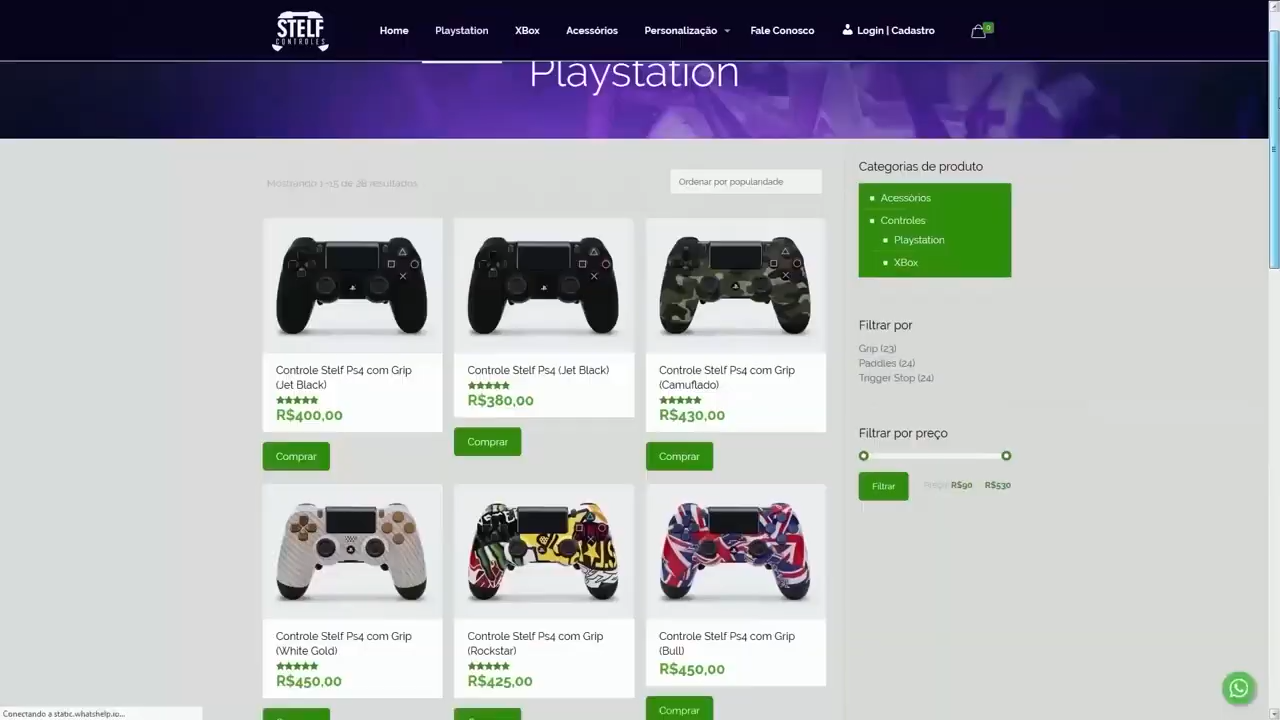 STELF
CONTROLES
Home
Playstation
XBox
Acessórios
Personalização
Fale Conosco
Login | Cadastro
0
Playstation
Mostrando 1–15 de 28 resultados
Ordenar por popularidade
Categorias de produto
Acessórios
Controles
Playstation
XBox
Filtrar por
Grip (23)
Paddles (24)
Trigger Stop (24)
Filtrar por preço
Filtrar
Preço: R$90
R$530
Controle Stelf Ps4 com Grip
(Jet Black)
R$400,00
Comprar
Controle Stelf Ps4 (Jet Black)
R$380,00
Comprar
Controle Stelf Ps4 com Grip
(Camuflado)
R$430,00
Comprar
Controle Stelf Ps4 com Grip
(White Gold)
R$450,00
Controle Stelf Ps4 com Grip
(Rockstar)
R$425,00
Controle Stelf Ps4 com Grip
(Bull)
R$450,00
Comprar
Conectando a static.whatshelp.io...